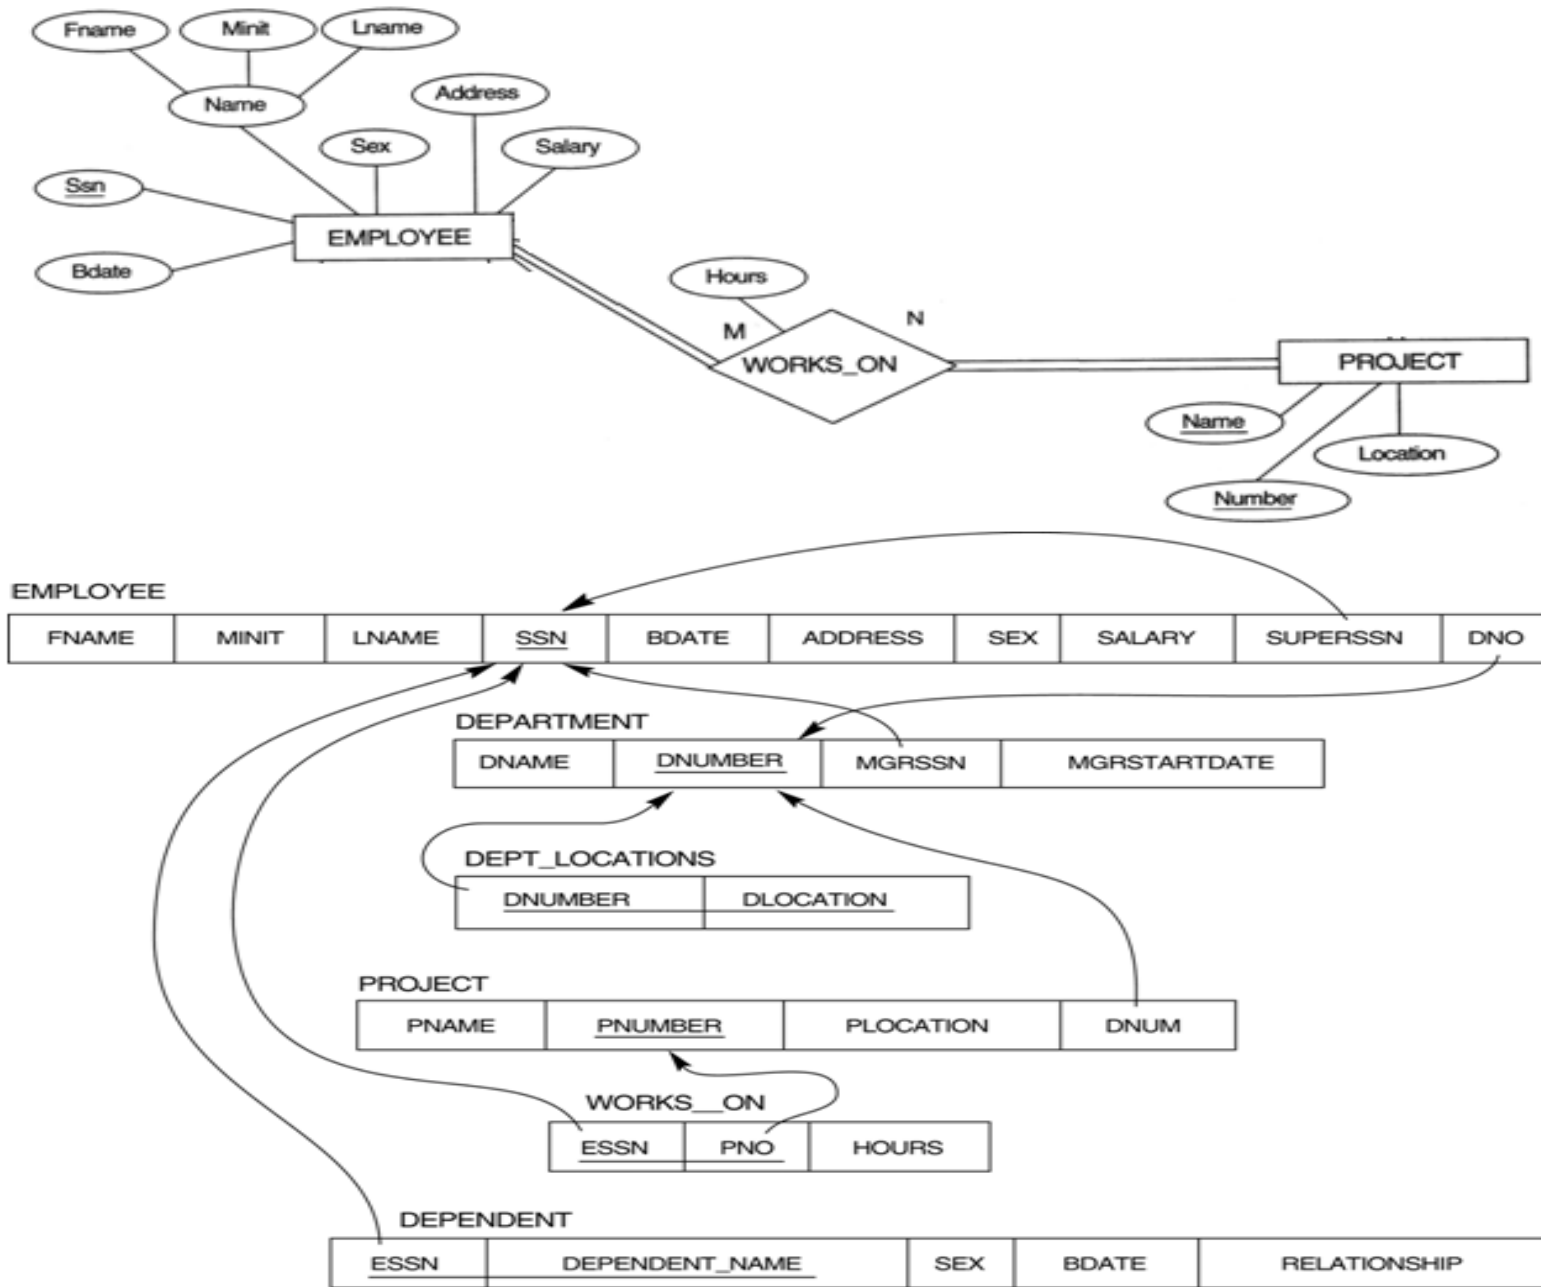 Fname Minit Lname
Name Address
Sex Salary
Ssn
EMPLOYEE
Bdate Hours
M N
WORKS_ON PROJECT
Name
Location
Number
EMPLOYEE
FNAME MINIT LNAME SSN BDATE ADDRESS SEX SALARY SUPERSSN DNO
DEPARTMENT
DNAME DNUMBER MGRSSN MGRSTARTDATE
DEPT_LOCATIONS
DNUMBER DLOCATION
PROJECT
PNAME PNUMBER PLOCATION DNUM
WORKS__ON
ESSN PNO HOURS
DEPENDENT
ESSN DEPENDENT_NAME SEX BDATE RELATIONSHIP